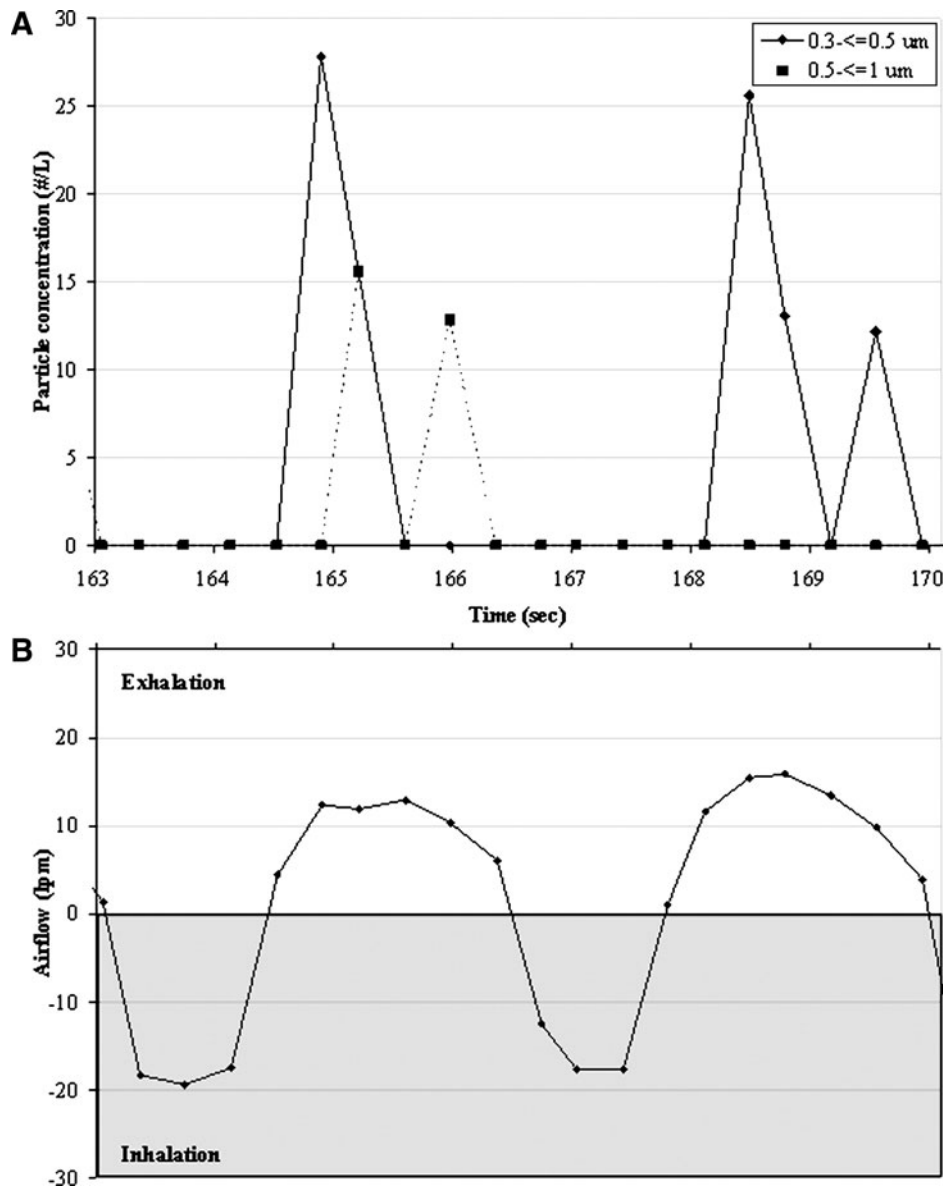 A
30
25
20
15
10
5
0
Particle concentration (#/L)
0.3-<=0.5 um
0.5-<=1 um
163 164 165 166 167 168 169 170
Time (sec)
B
30
20
10
0
-10
-20
-30
Airflow (lpm)
Exhalation
Inhalation